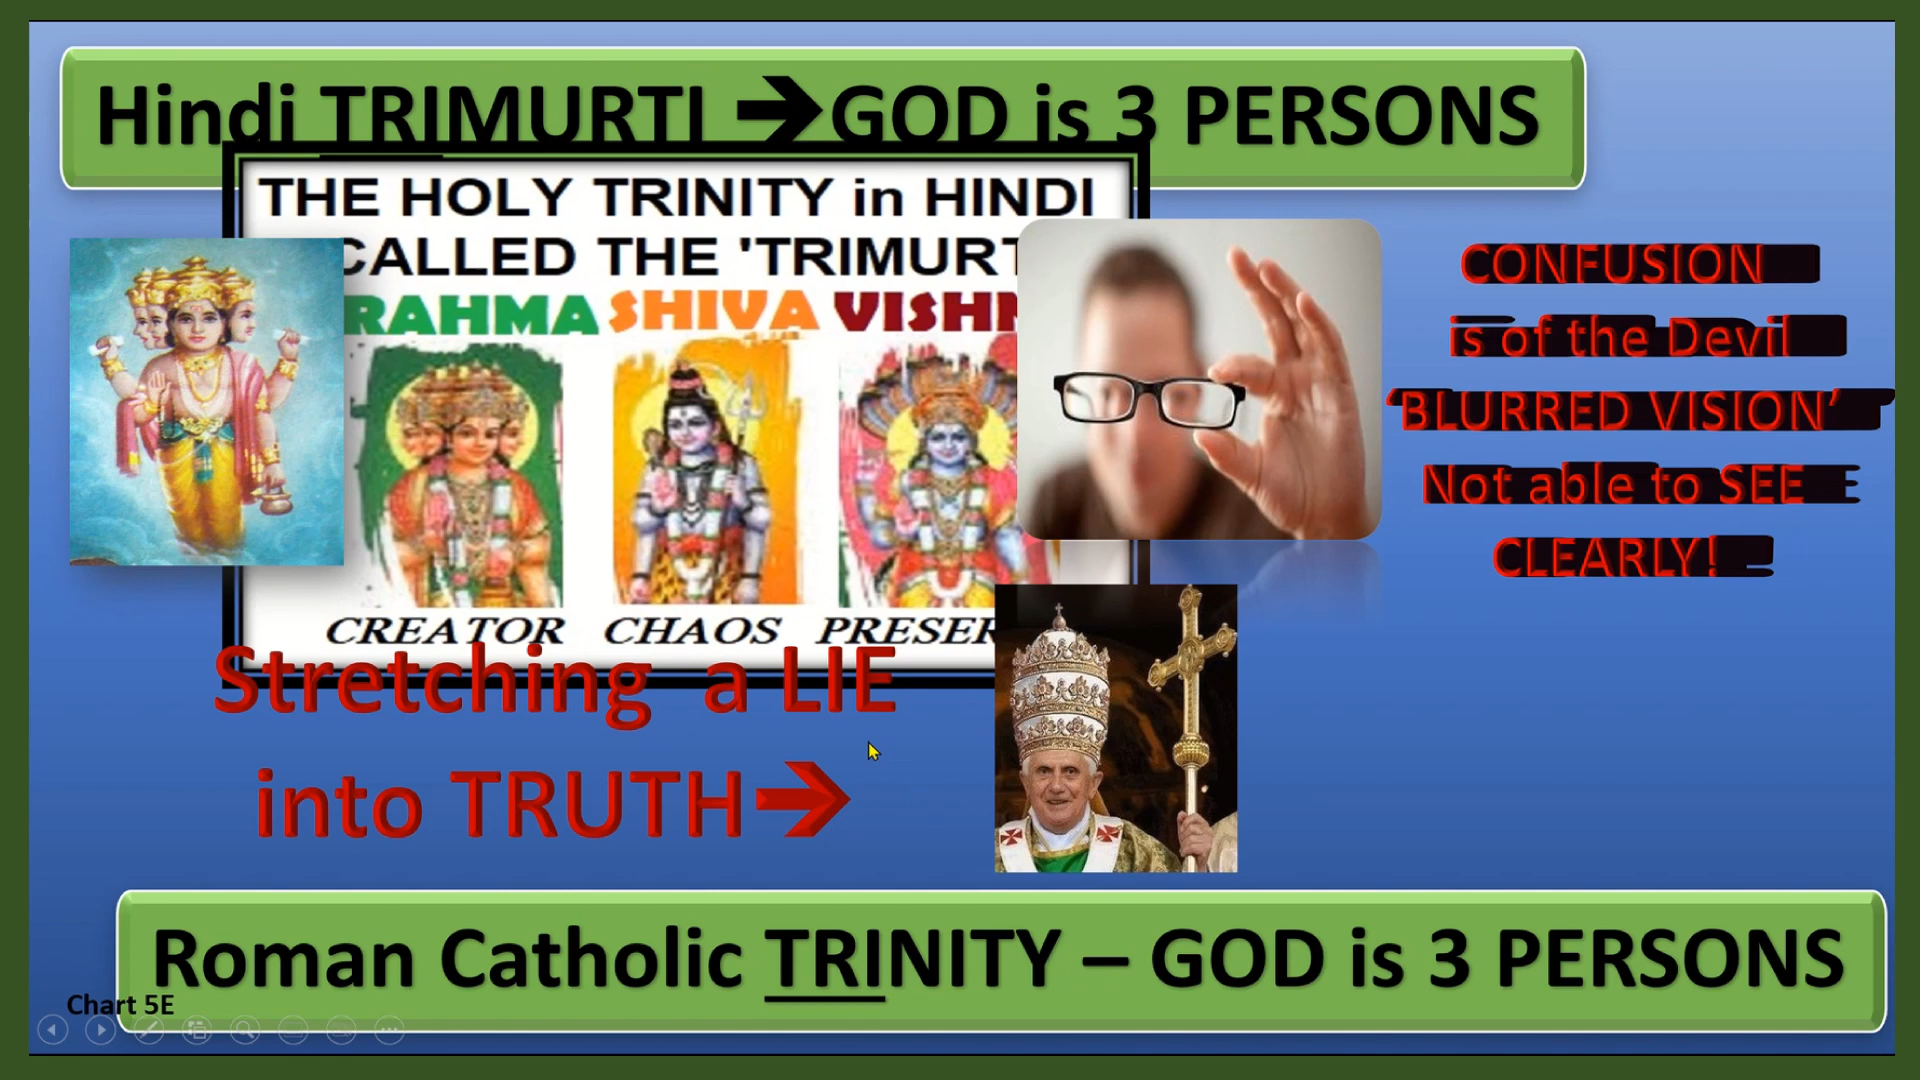 Hindi TRIMURTI ➔GOD is 3 PERSONS
THE HOLY TRINITY in HINDI
CALLED THE 'TRIMURT
RAHMA SHIVA VISHN
CREATOR CHAOS PRESER
CONFUSION
is of the Devil
‘BLURRED VISION’
Not able to SEE
CLEARLY!
Stretching a LIE
into TRUTH➔
Roman Catholic TRINITY – GOD is 3 PERSONS
Chart 5E